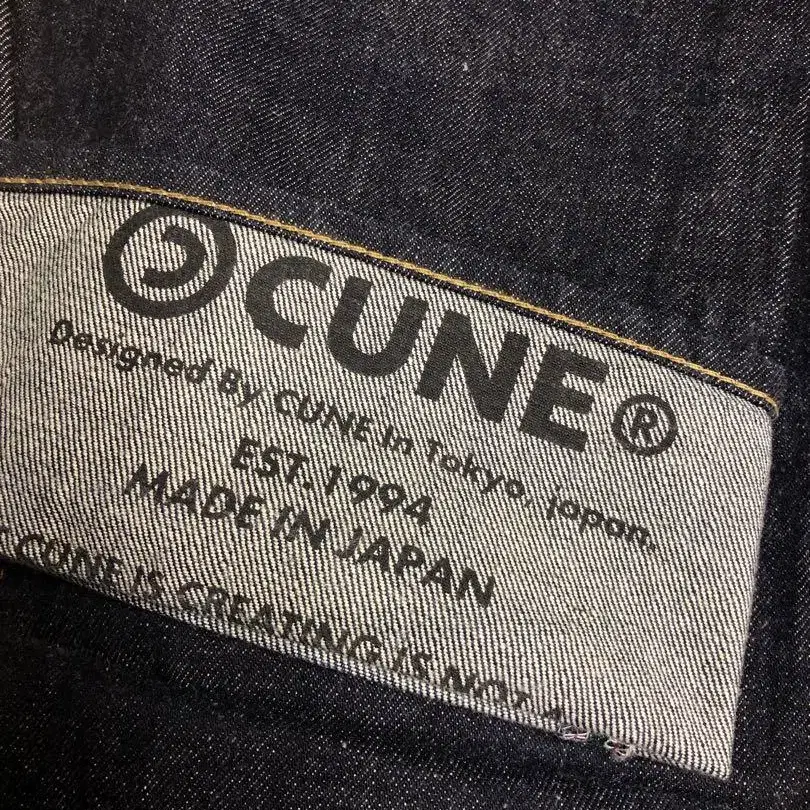 CUNE®
Designed By CUNE In Tokyo, japan.
EST. 1994
MADE IN JAPAN
CUNE IS CREATING IS NOT